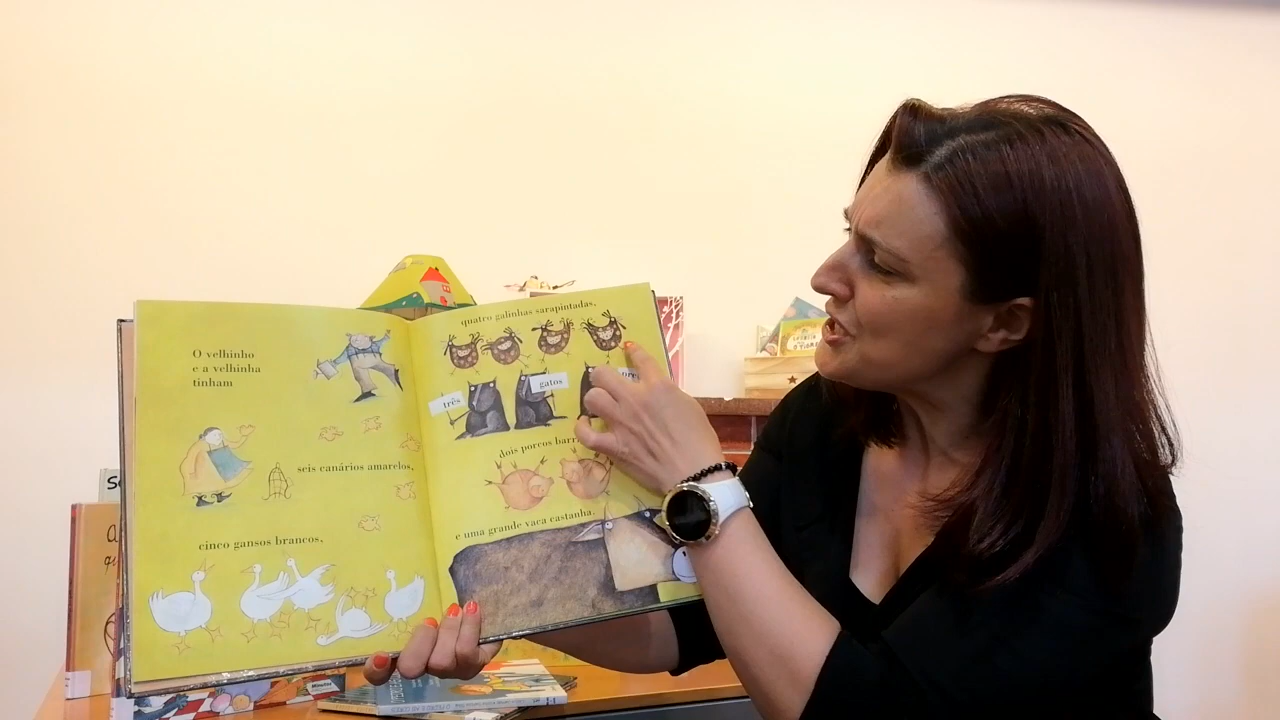 O velhinho
e a velhinha
tinham
seis canários amarelos,
cinco gansos brancos,
quatro galinhas sarapintadas,
três
gatos
dois porcos
e uma grande vaca castanha.